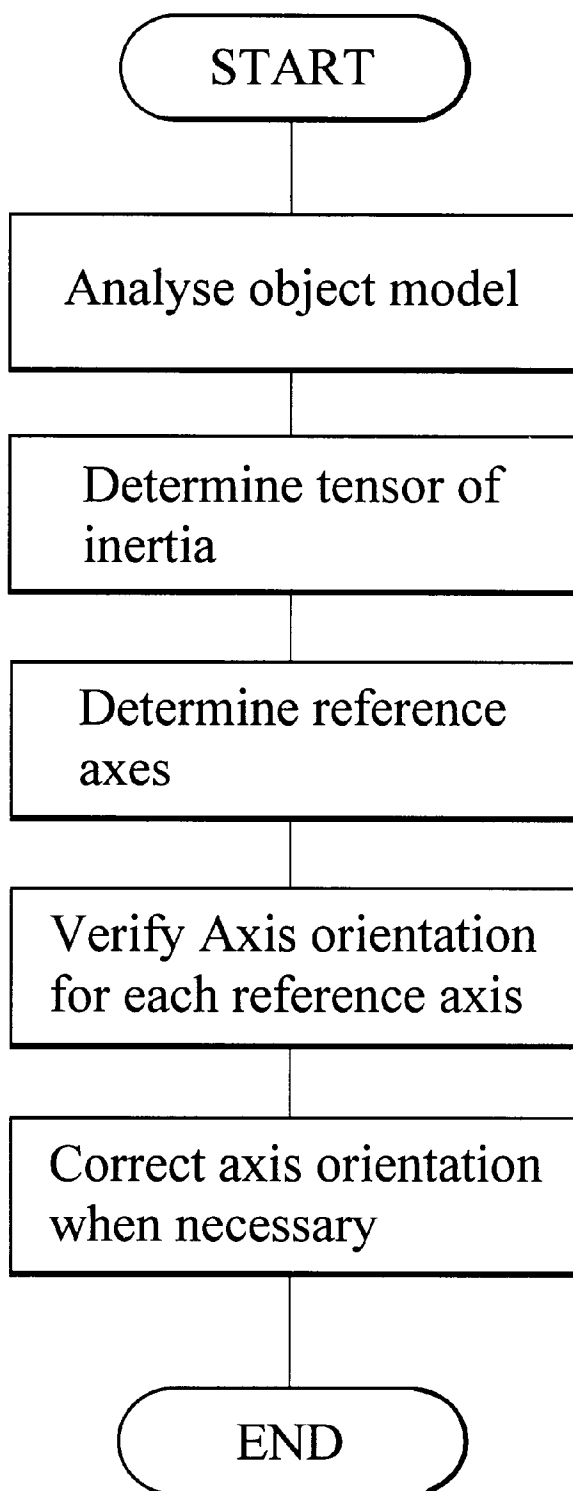 START
Analyse object model
Determine tensor of
inertia
Determine reference
axes
Verify Axis orientation
for each reference axis
Correct axis orientation
when necessary
END